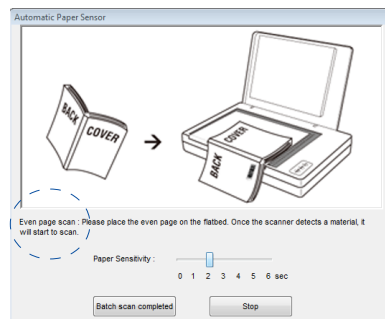 Automatic Paper Sensor
BACK
COVER
COVER
BACK
Even page scan : Please place the even page on the flatbed. Once the scanner detects a material, it
will start to scan.
Paper Sensitivity :
0 1 2 3 4 5 6 sec
Batch scan completed
Stop